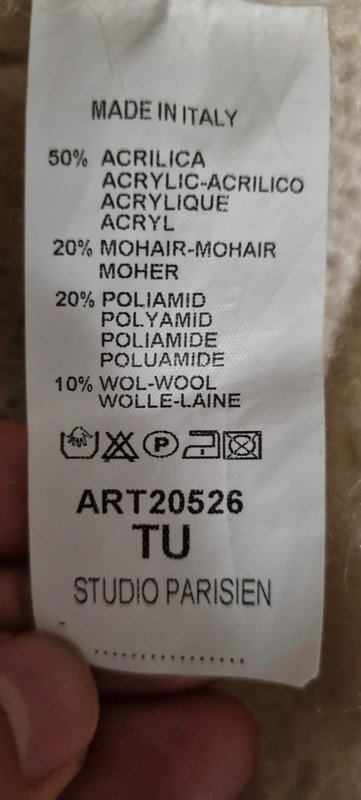 MADE IN ITALY
50% ACRILICA
ACRYLIC-ACRILICO
ACRYLIQUE
ACRYL
20% MOHAIR-MOHAIR
MOHER
20% POLIAMID
POLYAMID
POLIAMIDE
POLUAMIDE
10% WOL-WOOL
WOLLE-LAINE
P
ART20526
TU
STUDIO PARISIEN